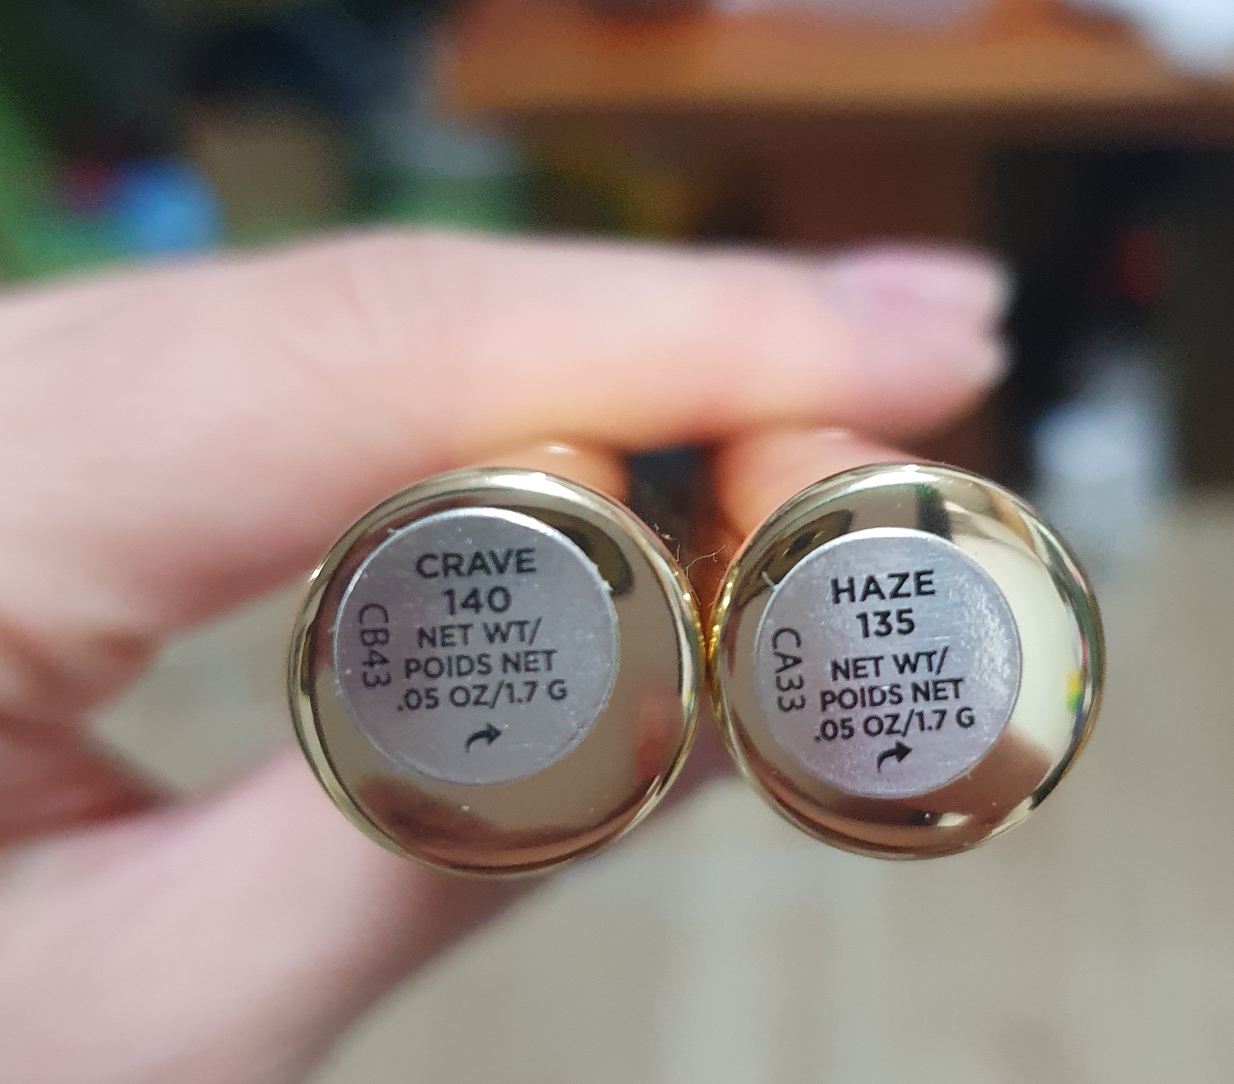 CRAVE
140
NET WT/
POIDS NET
.05 OZ/1.7 G
CB43
HAZE
135
NET WT/
POIDS NET
.05 OZ/1.7 G
CA33